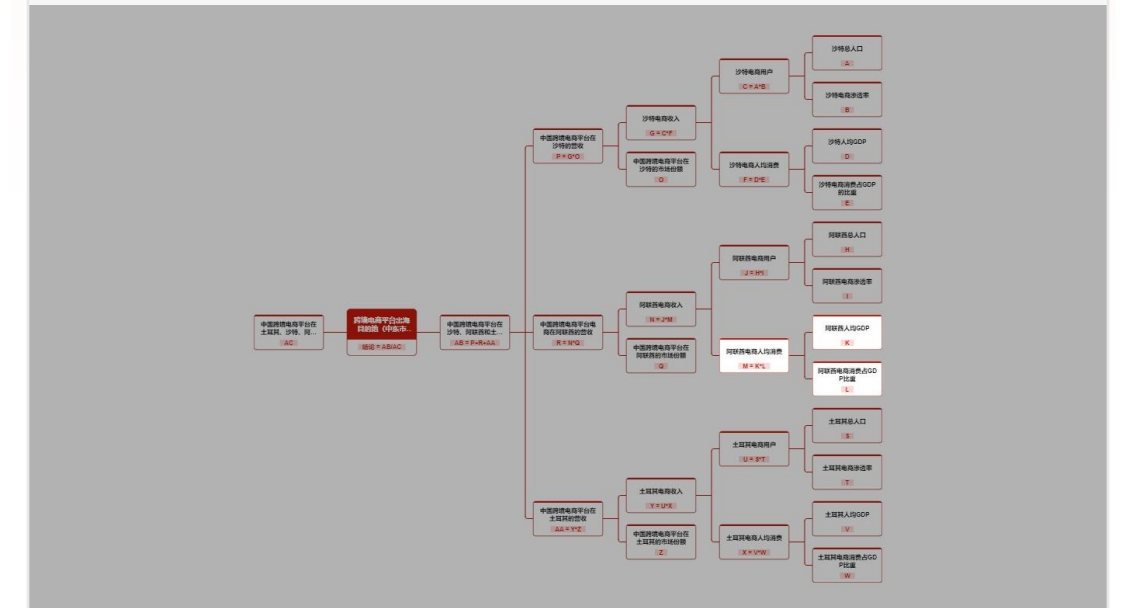 沙特总人口
A
沙特电商用户
C = A*B
沙特电商渗透率
B
沙特电商收入
G = C*F
中国跨境电商平台在
沙特的营收
P = G*O
沙特人均GDP
D
中国跨境电商平台在
沙特的市场份额
O
沙特电商人均消费
F = D*E
沙特电商消费占GDP
的比重
E
阿联酋总人口
H
阿联酋电商用户
J = H*I
阿联酋电商渗透率
I
阿联酋电商收入
N = J*M
中国跨境电商平台在
土耳其、沙特、阿...
AC
跨境电商平台出海
目的地（中东市...
结论 = AB/AC
中国跨境电商平台在
沙特、阿联酋和土...
AB = P+R+AA
中国跨境电商平台电
商在阿联酋的营收
R = N*Q
阿联酋人均GDP
K
中国跨境电商平台在
阿联酋的市场份额
Q
阿联酋电商人均消费
M = K*L
阿联酋电商消费占GD
P比重
L
土耳其总人口
S
土耳其电商用户
U = S*T
土耳其电商渗透率
T
土耳其电商收入
Y = U*X
中国跨境电商平台在
土耳其的营收
AA = Y*Z
土耳其人均GDP
V
中国跨境电商平台在
土耳其的市场份额
Z
土耳其电商人均消费
X = V*W
土耳其电商消费占GD
P比重
W